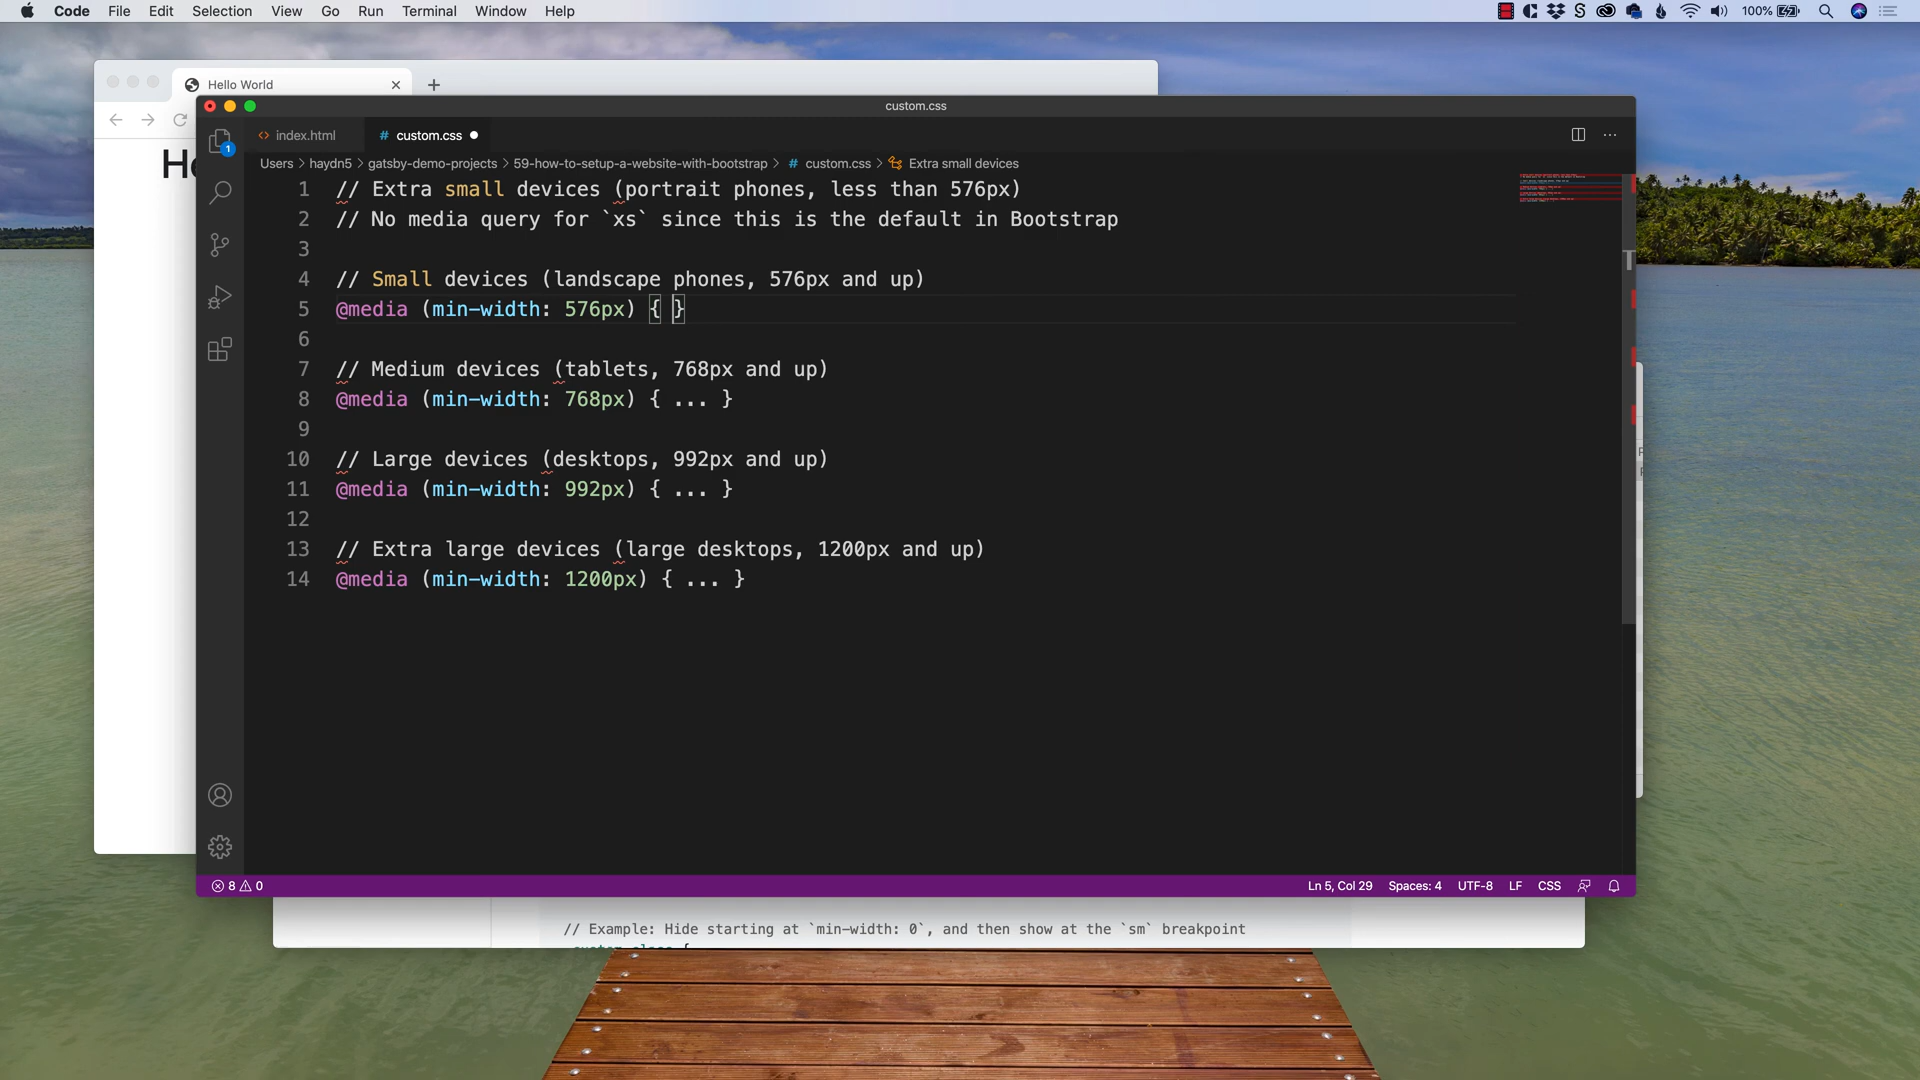 Code File Edit Selection View Go Run Terminal Window Help 100%
Hello World
custom.css
index.html custom.css
Users > haydn5 > gatsby-demo-projects > 59-how-to-setup-a-website-with-bootstrap > # custom.css > Extra small devices
1 // Extra small devices (portrait phones, less than 576px)
2 // No media query for `xs` since this is the default in Bootstrap
3
4 // Small devices (landscape phones, 576px and up)
5 @media (min-width: 576px) { }
6
7 // Medium devices (tablets, 768px and up)
8 @media (min-width: 768px) { ... }
9
10 // Large devices (desktops, 992px and up)
11 @media (min-width: 992px) { ... }
12
13 // Extra large devices (large desktops, 1200px and up)
14 @media (min-width: 1200px) { ... }
8 0 Ln 5, Col 29 Spaces: 4 UTF-8 LF CSS
// Example: Hide starting at `min-width: 0`, and then show at the `sm` breakpoint